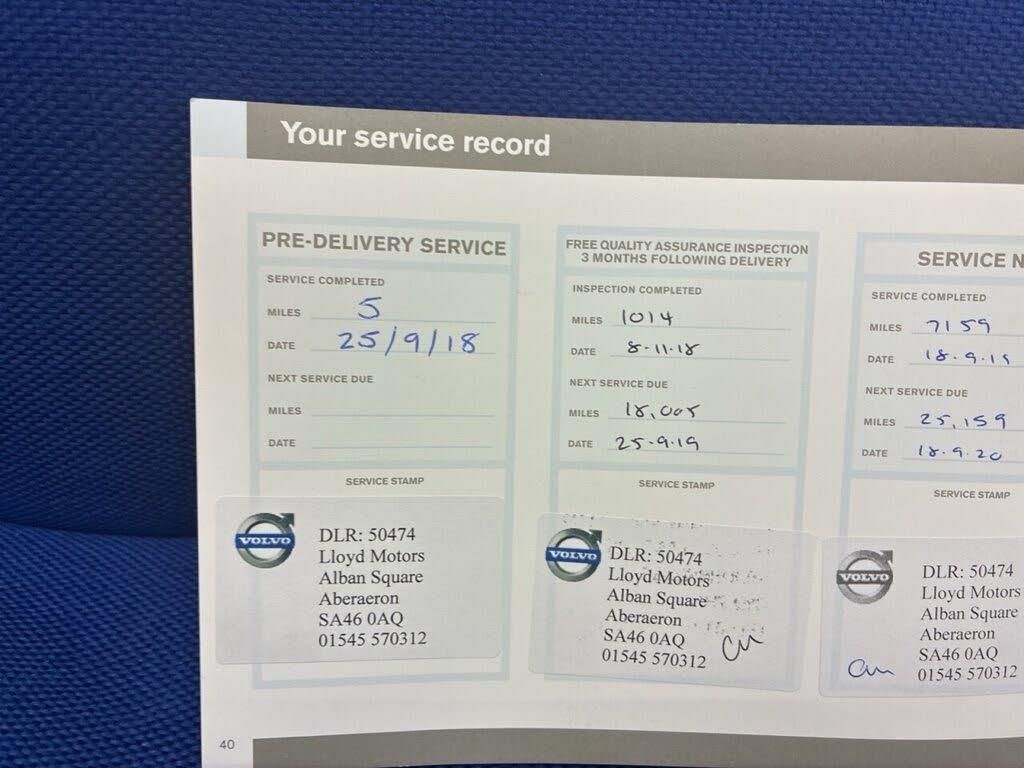 Your service record
PRE-DELIVERY SERVICE
SERVICE COMPLETED
MILES 5
DATE 25/9/18
NEXT SERVICE DUE
MILES
DATE
SERVICE STAMP
VOLVO
DLR: 50474
Lloyd Motors
Alban Square
Aberaeron
SA46 0AQ
01545 570312
FREE QUALITY ASSURANCE INSPECTION
3 MONTHS FOLLOWING DELIVERY
INSPECTION COMPLETED
MILES 1014
DATE 8-11-18
NEXT SERVICE DUE
MILES 18,005
DATE 25-9-19
SERVICE STAMP
VOLVO
DLR: 50474
Lloyd Motors
Alban Square
Aberaeron
SA46 0AQ
01545 570312
SERVICE N
SERVICE COMPLETED
MILES 7159
DATE 18.9.19
NEXT SERVICE DUE
MILES 25,159
DATE 18.9.20
SERVICE STAMP
VOLVO
DLR: 50474
Lloyd Motors
Alban Square
Aberaeron
SA46 0AQ
01545 570312
40